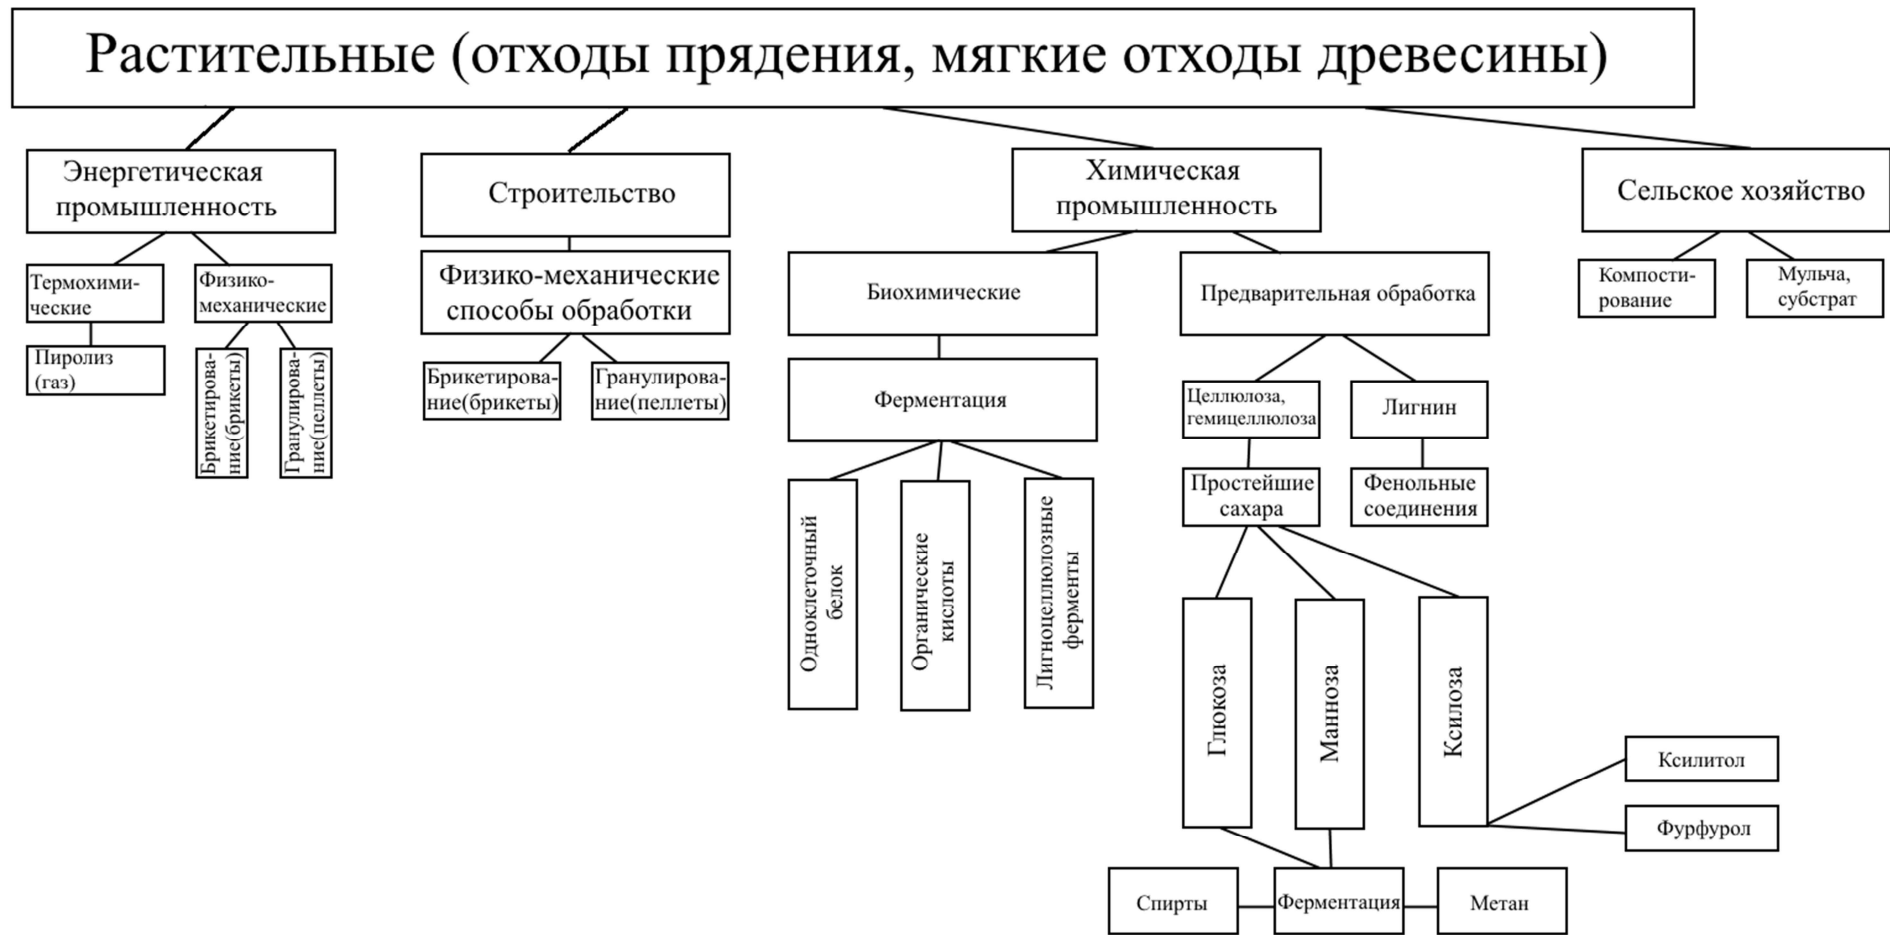 Растительные (отходы прядения, мягкие отходы древесины)
Энергетическая
промышленность
Термохими-
ческие
Пиролиз
(газ)
Физико-
механические
Брикетирова-
ние(брикеты)
Гранулирова-
ние(пеллеты)
Строительство
Физико-механические
способы обработки
Брикетирова-
ние(брикеты)
Гранулирова-
ние(пеллеты)
Химическая
промышленность
Биохимические
Ферментация
Одноклеточный
белок
Органические
кислоты
Лигноцеллюлозные
ферменты
Предварительная обработка
Целлюлоза,
гемицеллюлоза
Простейшие
сахара
Лигнин
Фенольные
соединения
Глюкоза
Манноза
Ксилоза
Ксилитол
Фурфурол
Спирты
Ферментация
Метан
Сельское хозяйство
Компости-
рование
Мульча,
субстрат